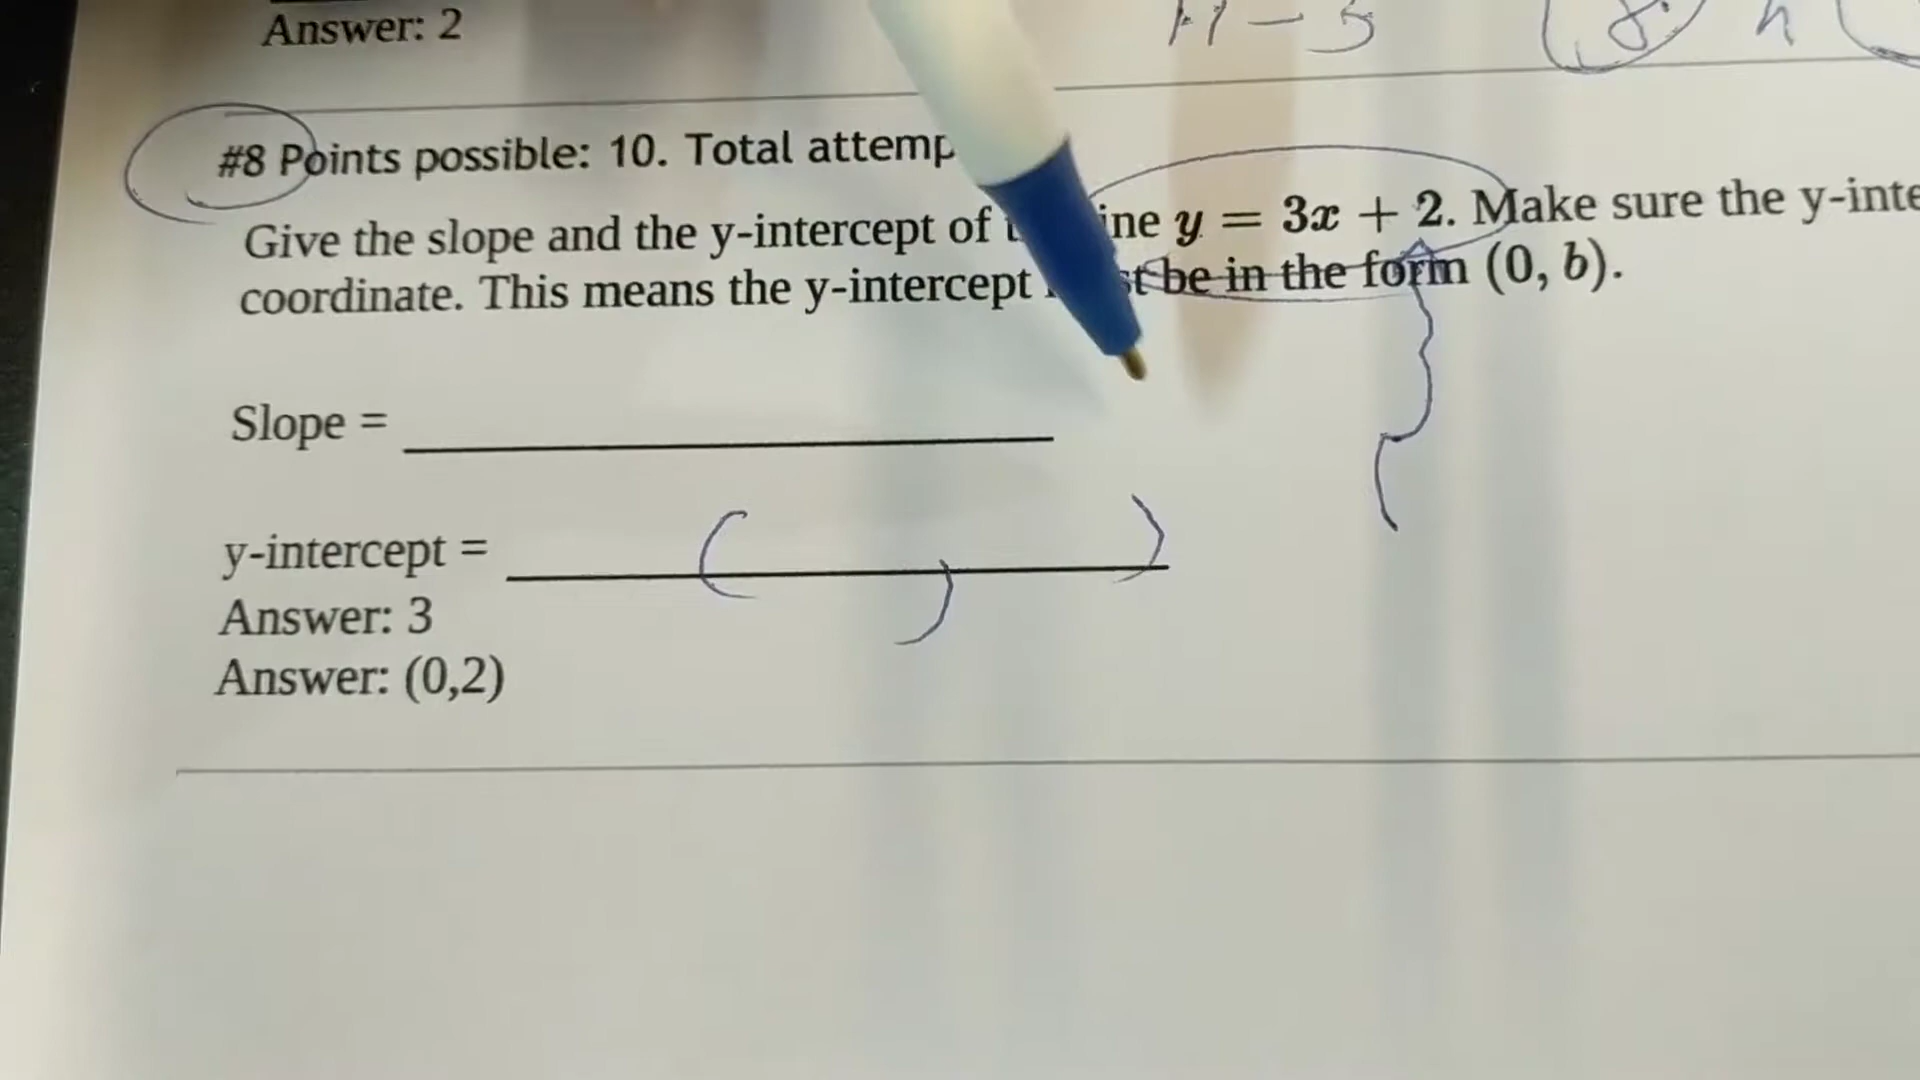 Answer: 2
#8 Points possible: 10. Total attemp
Give the slope and the y-intercept of ine y = 3x + 2. Make sure the y-inte
coordinate. This means the y-intercept be in the form (0, b).
Slope =
y-intercept = ( , )
Answer: 3
Answer: (0,2)